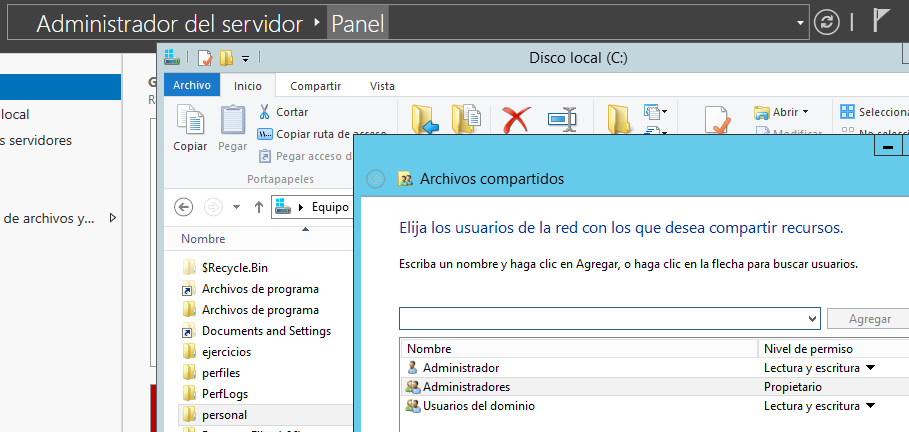 Administrador del servidor ▸ Panel
Disco local (C:)
Archivo Inicio Compartir Vista
local
servidores
de archivos y...
Copiar
Pegar
Cortar
Copiar ruta de acceso
Pegar acceso
Portapapeles
Abrir
Modificar
Selecciona
No selecci
Equipo
Nombre
$Recycle.Bin
Archivos de programa
Archivos de programa
Documents and Settings
ejercicios
perfiles
PerfLogs
personal
Archivos compartidos
Elija los usuarios de la red con los que desea compartir recursos.
Escriba un nombre y haga clic en Agregar, o haga clic en la flecha para buscar usuarios.
Agregar
Nombre Nivel de permiso
Administrador Lectura y escritura
Administradores Propietario
Usuarios del dominio Lectura y escritura